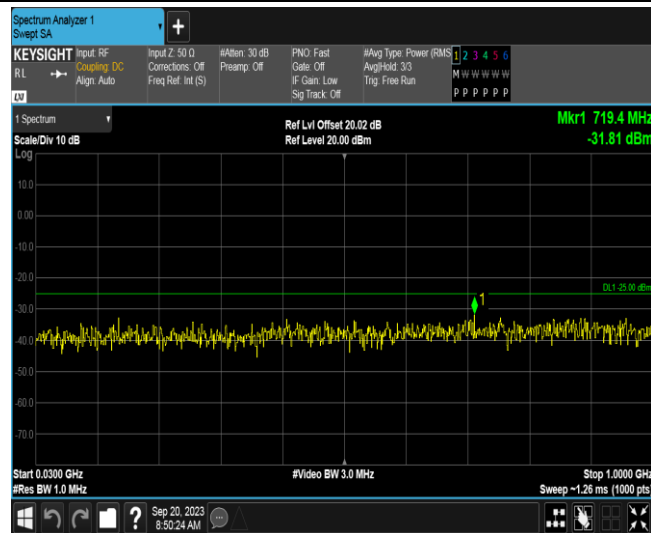 Spectrum Analyzer 1
Swept SA
+
KEYSIGHT
RL
LXI
Input: RF
Coupling: DC
Align: Auto
Input Z: 50 Ω
Corrections: Off
Freq Ref: Int (S)
#Atten: 30 dB
Preamp: Off
PNO: Fast
Gate: Off
IF Gain: Low
Sig Track: Off
#Avg Type: Power (RMS
Avg|Hold: 3/3
Trig: Free Run
1 2 3 4 5 6
M W W W W W
P P P P P P
1 Spectrum
Scale/Div 10 dB
Log
Ref Lvl Offset 20.02 dB
Ref Level 20.00 dBm
Mkr1 719.4 MHz
-31.81 dBm
10.0
0.00
-10.0
-20.0
DL1 -25.00 dBm
1
-30.0
-40.0
-50.0
-60.0
-70.0
Start 0.0300 GHz
#Res BW 1.0 MHz
#Video BW 3.0 MHz
Stop 1.0000 GHz
Sweep ~1.26 ms (1000 pts)
?
Sep 20, 2023
8:50:24 AM